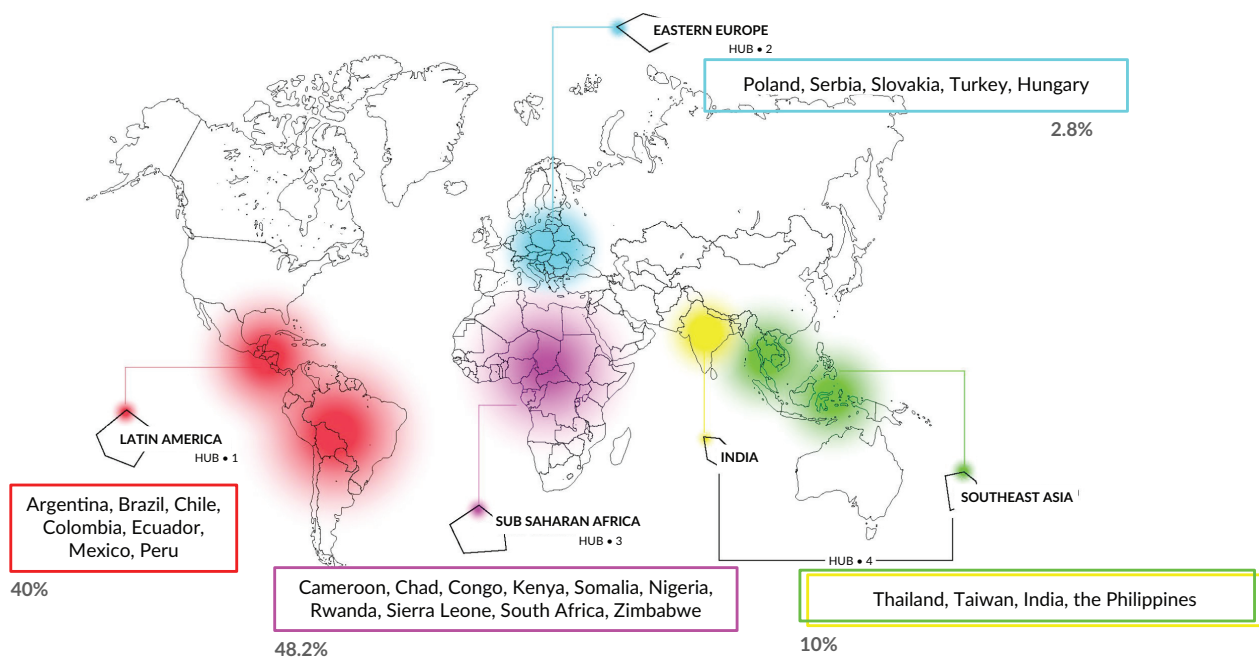 EASTERN EUROPE
HUB • 2
Poland, Serbia, Slovakia, Turkey, Hungary
2.8%
LATIN AMERICA
HUB • 1
Argentina, Brazil, Chile,
Colombia, Ecuador,
Mexico, Peru
40%
SUB SAHARAN AFRICA
HUB • 3
Cameroon, Chad, Congo, Kenya, Somalia, Nigeria,
Rwanda, Sierra Leone, South Africa, Zimbabwe
48.2%
INDIA
SOUTHEAST ASIA
HUB • 4
Thailand, Taiwan, India, the Philippines
10%